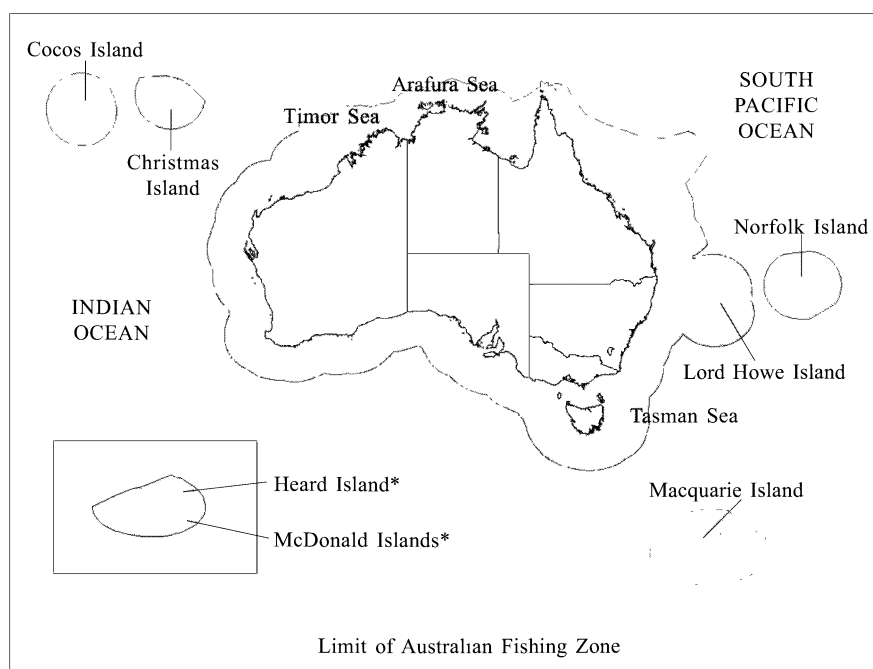 Cocos Island
Arafura Sea
SOUTH
PACIFIC
OCEAN
Timor Sea
Christmas
Island
Norfolk Island
INDIAN
OCEAN
Lord Howe Island
Tasman Sea
Heard Island*
Macquarie Island
McDonald Islands*
Limit of Australian Fishing Zone